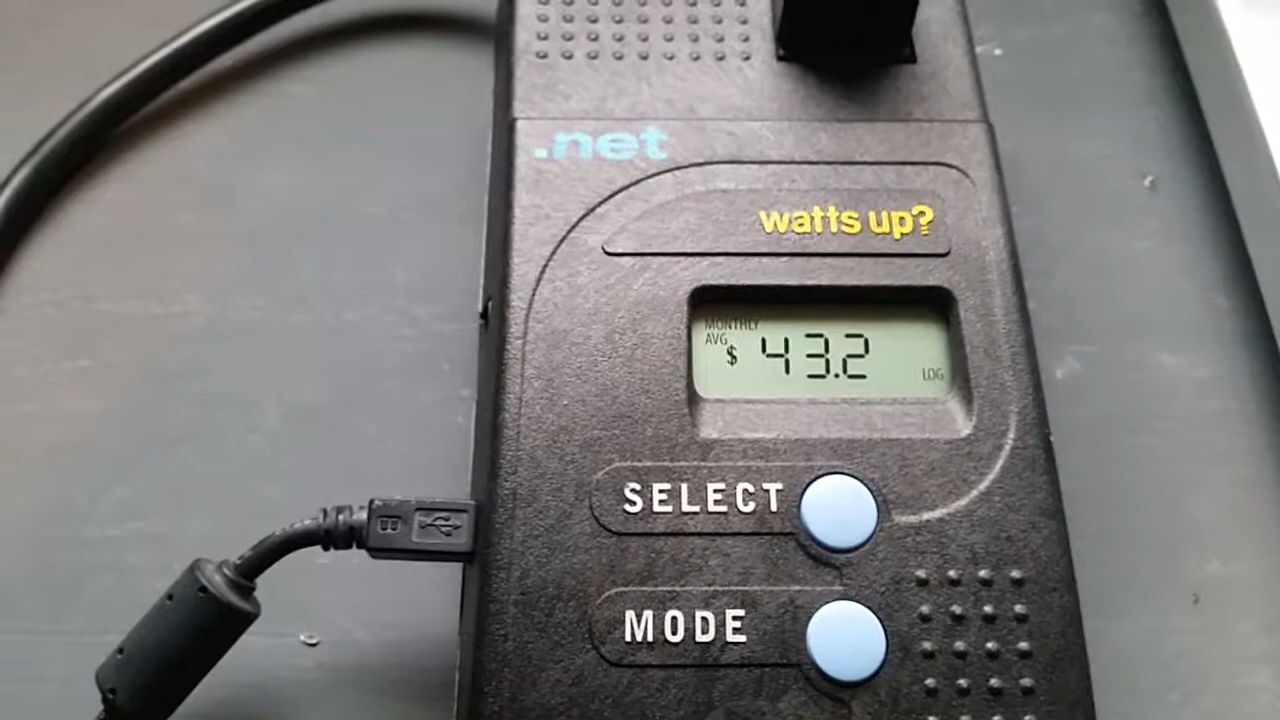 .net
watts up?
MONTHLY
AVG
$ 43.2
LOG
SELECT
MODE